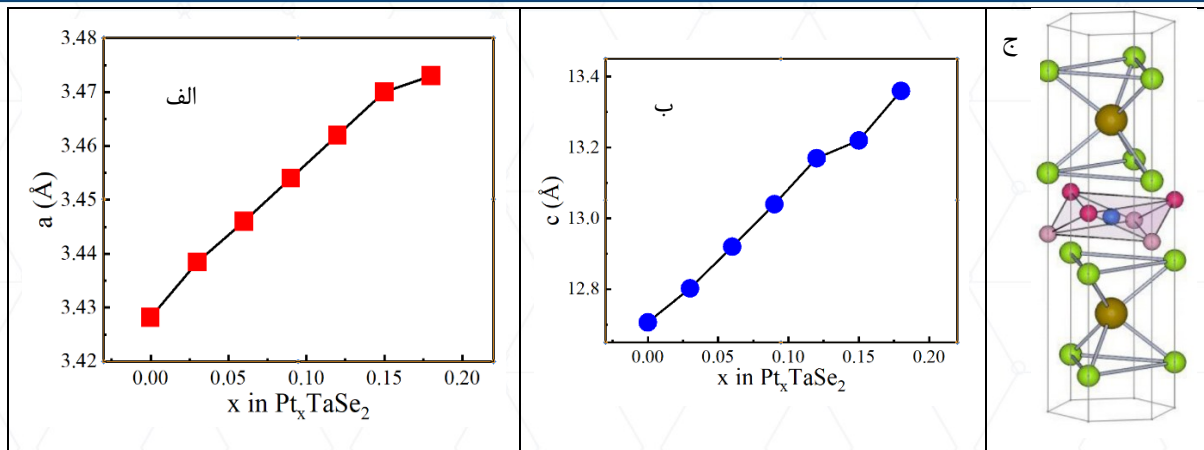 الف
3.48
3.47
3.46
3.45
3.44
3.43
3.42
a (Å)
0.00 0.05 0.10 0.15 0.20
x in PtₓTaSe₂
ب
13.4
13.2
13.0
12.8
c (Å)
0.00 0.05 0.10 0.15 0.20
x in PtₓTaSe₂
ج